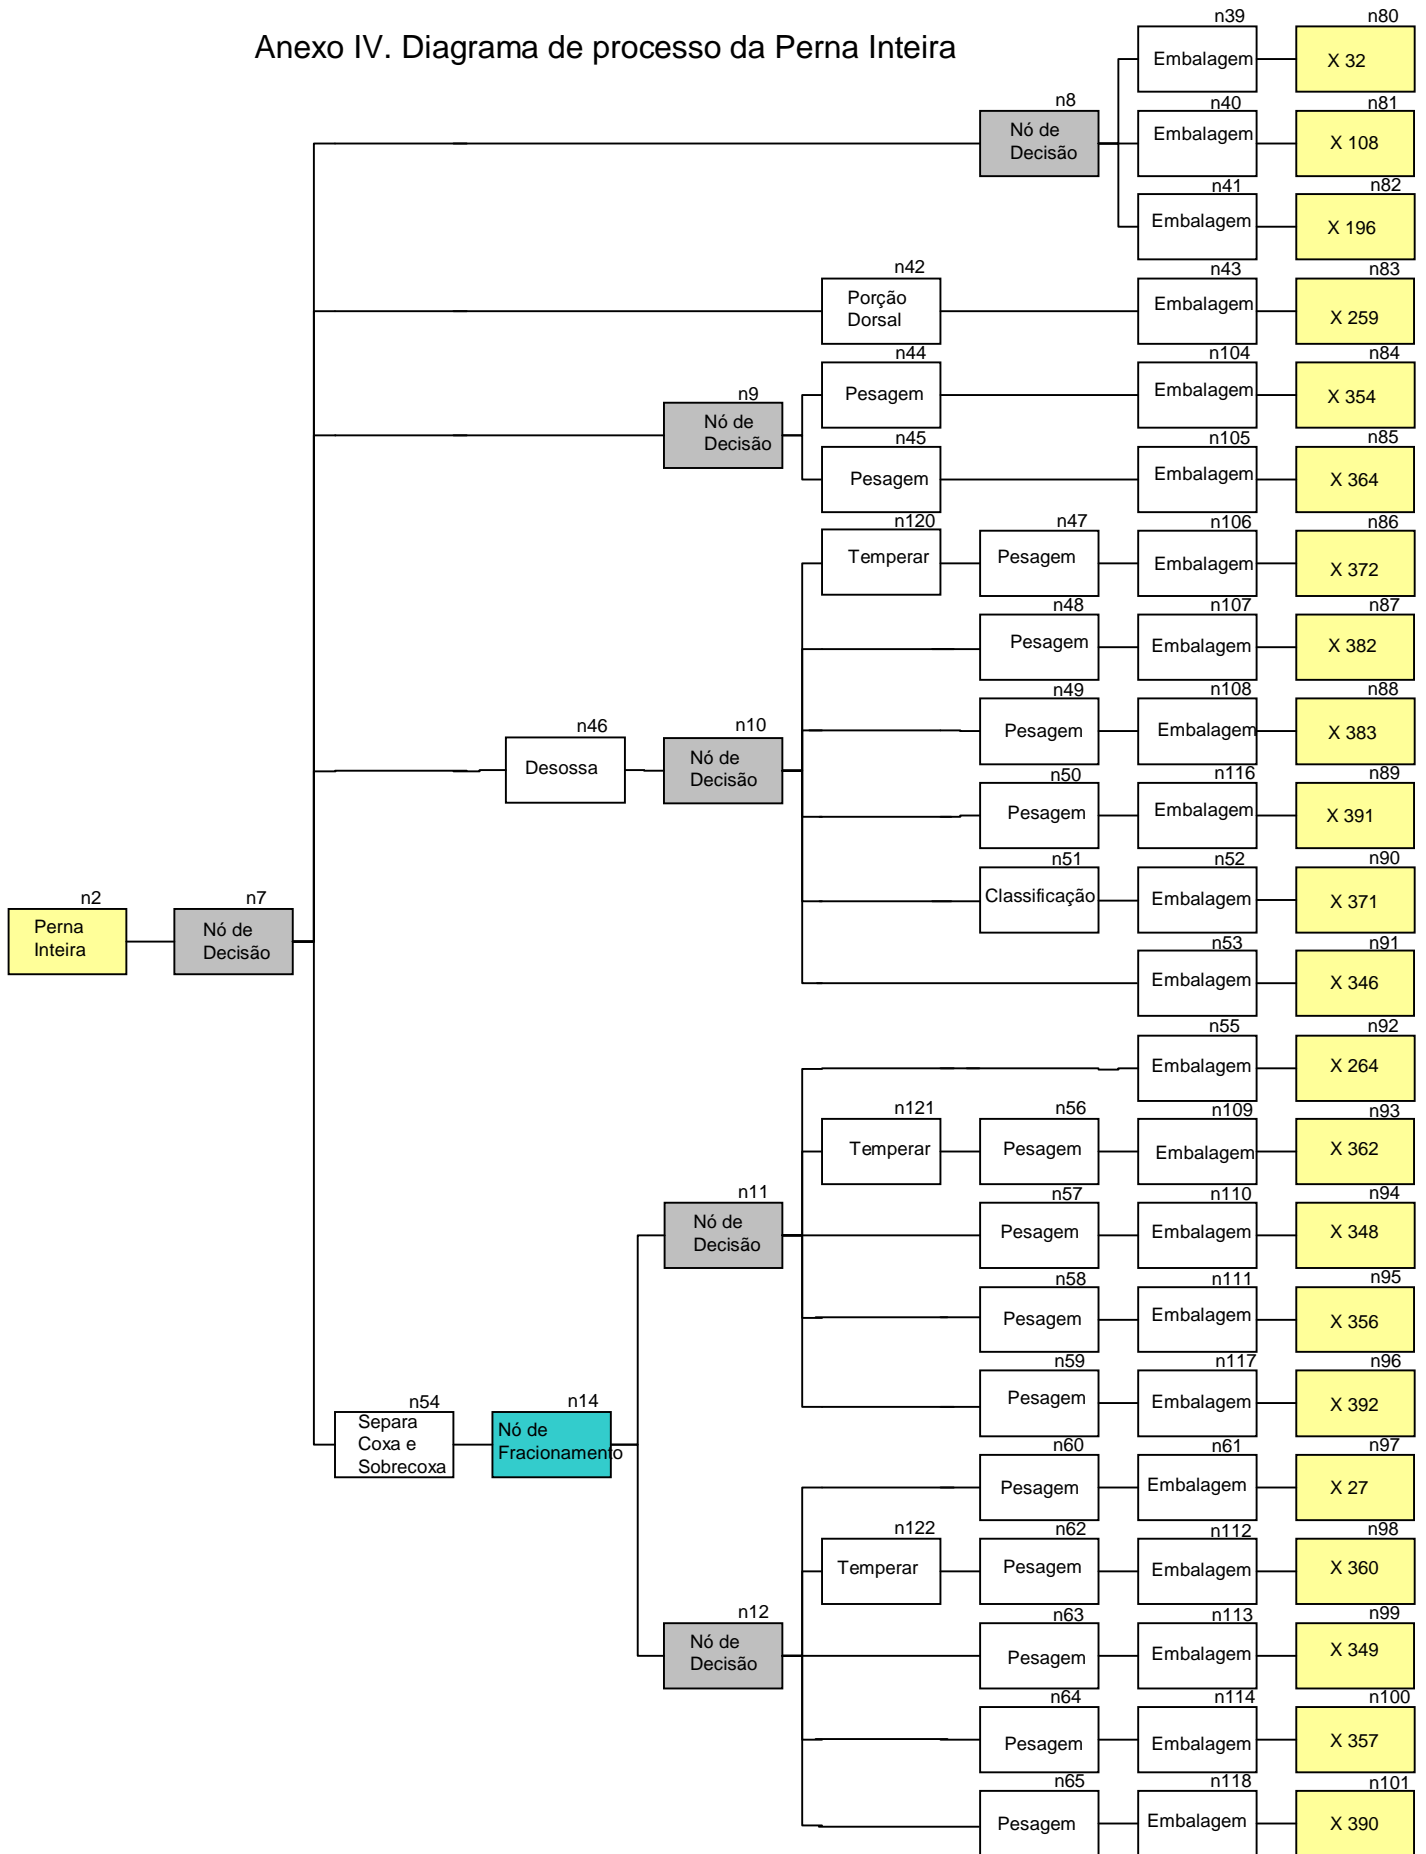 Anexo IV. Diagrama de processo da Perna Inteira
n39
n80
Embalagem
X 32
n8
n40
n81
Nó de
Decisão
Embalagem
X 108
n41
n82
Embalagem
X 196
n42
n43
n83
Porção
Dorsal
Embalagem
X 259
n44
n104
n84
Pesagem
Embalagem
X 354
n9
Nó de
Decisão
n45
n105
n85
Pesagem
Embalagem
X 364
n120
n47
n106
n86
Temperar
Pesagem
Embalagem
X 372
n48
n107
n87
Pesagem
Embalagem
X 382
n49
n108
n88
Pesagem
Embalagem
X 383
n46
n10
Desossa
Nó de
Decisão
n50
n116
n89
Pesagem
Embalagem
X 391
n51
n52
n90
Classificação
Embalagem
X 371
n2
n7
Perna
Inteira
Nó de
Decisão
n53
n91
Embalagem
X 346
n55
n92
Embalagem
X 264
n121
n56
n109
n93
Temperar
Pesagem
Embalagem
X 362
n11
n57
n110
n94
Nó de
Decisão
Pesagem
Embalagem
X 348
n58
n111
n95
Pesagem
Embalagem
X 356
n59
n117
n96
Pesagem
Embalagem
X 392
n54
n14
Separa
Coxa e
Sobrecoxa
Nó de
Fracionamento
n60
n61
n97
Pesagem
Embalagem
X 27
n122
n62
n112
n98
Temperar
Pesagem
Embalagem
X 360
n12
n63
n113
n99
Nó de
Decisão
Pesagem
Embalagem
X 349
n64
n114
n100
Pesagem
Embalagem
X 357
n65
n118
n101
Pesagem
Embalagem
X 390